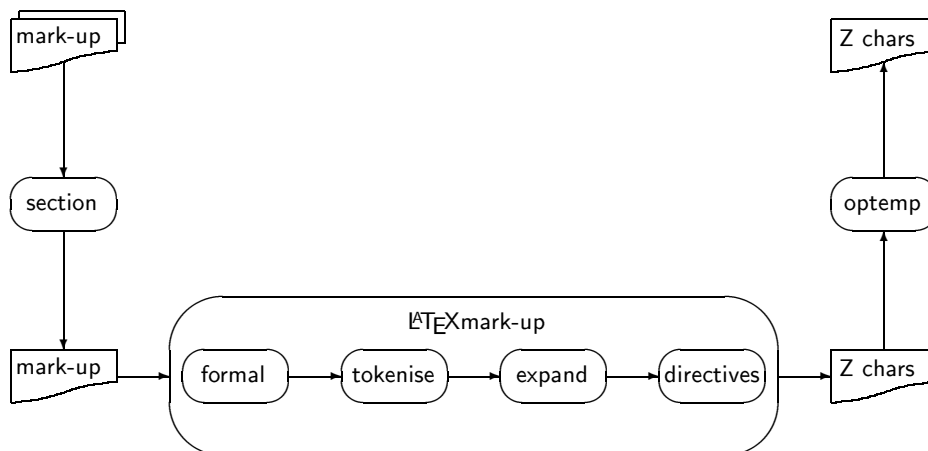 mark-up
Z chars
section
optemp
LATEXmark-up
mark-up
formal
tokenise
expand
directives
Z chars